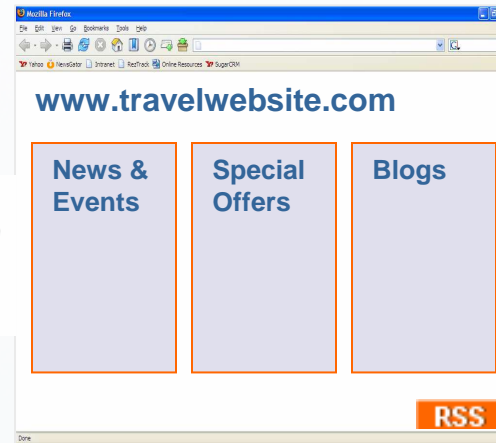 Mozilla Firefox
File Edit View Go Bookmarks Tools Help
Yahoo NewsGator Intranet RezTrack Online Resources SugarCRM
www.travelwebsite.com
News &
Events
Special
Offers
Blogs
RSS
Done